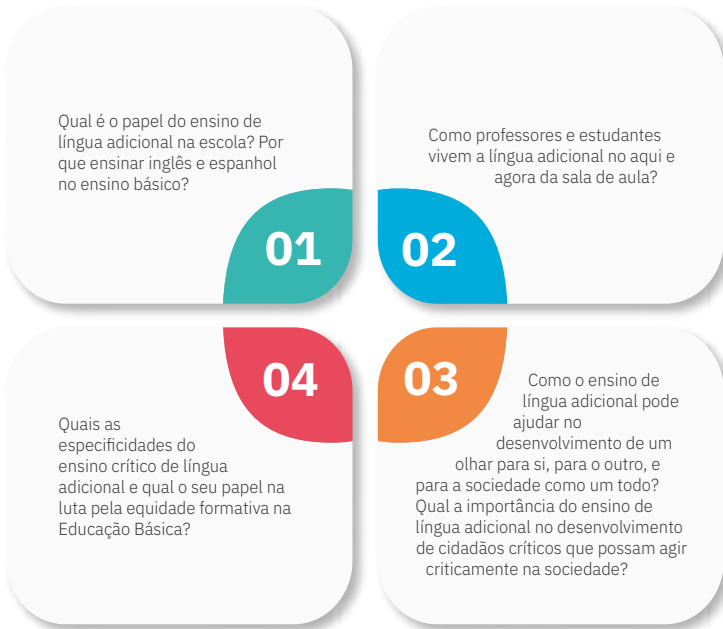 Qual é o papel do ensino de
língua adicional na escola? Por
que ensinar inglês e espanhol
no ensino básico?
01
Como professores e estudantes
vivem a língua adicional no aqui e
agora da sala de aula?
02
03
Como o ensino de
língua adicional pode
ajudar no
desenvolvimento de um
olhar para si, para o outro, e
para a sociedade como um todo?
Qual a importância do ensino de
língua adicional no desenvolvimento
de cidadãos críticos que possam agir
criticamente na sociedade?
04
Quais as
especificidades do
ensino crítico de língua
adicional e qual o seu papel na
luta pela equidade formativa na
Educação Básica?